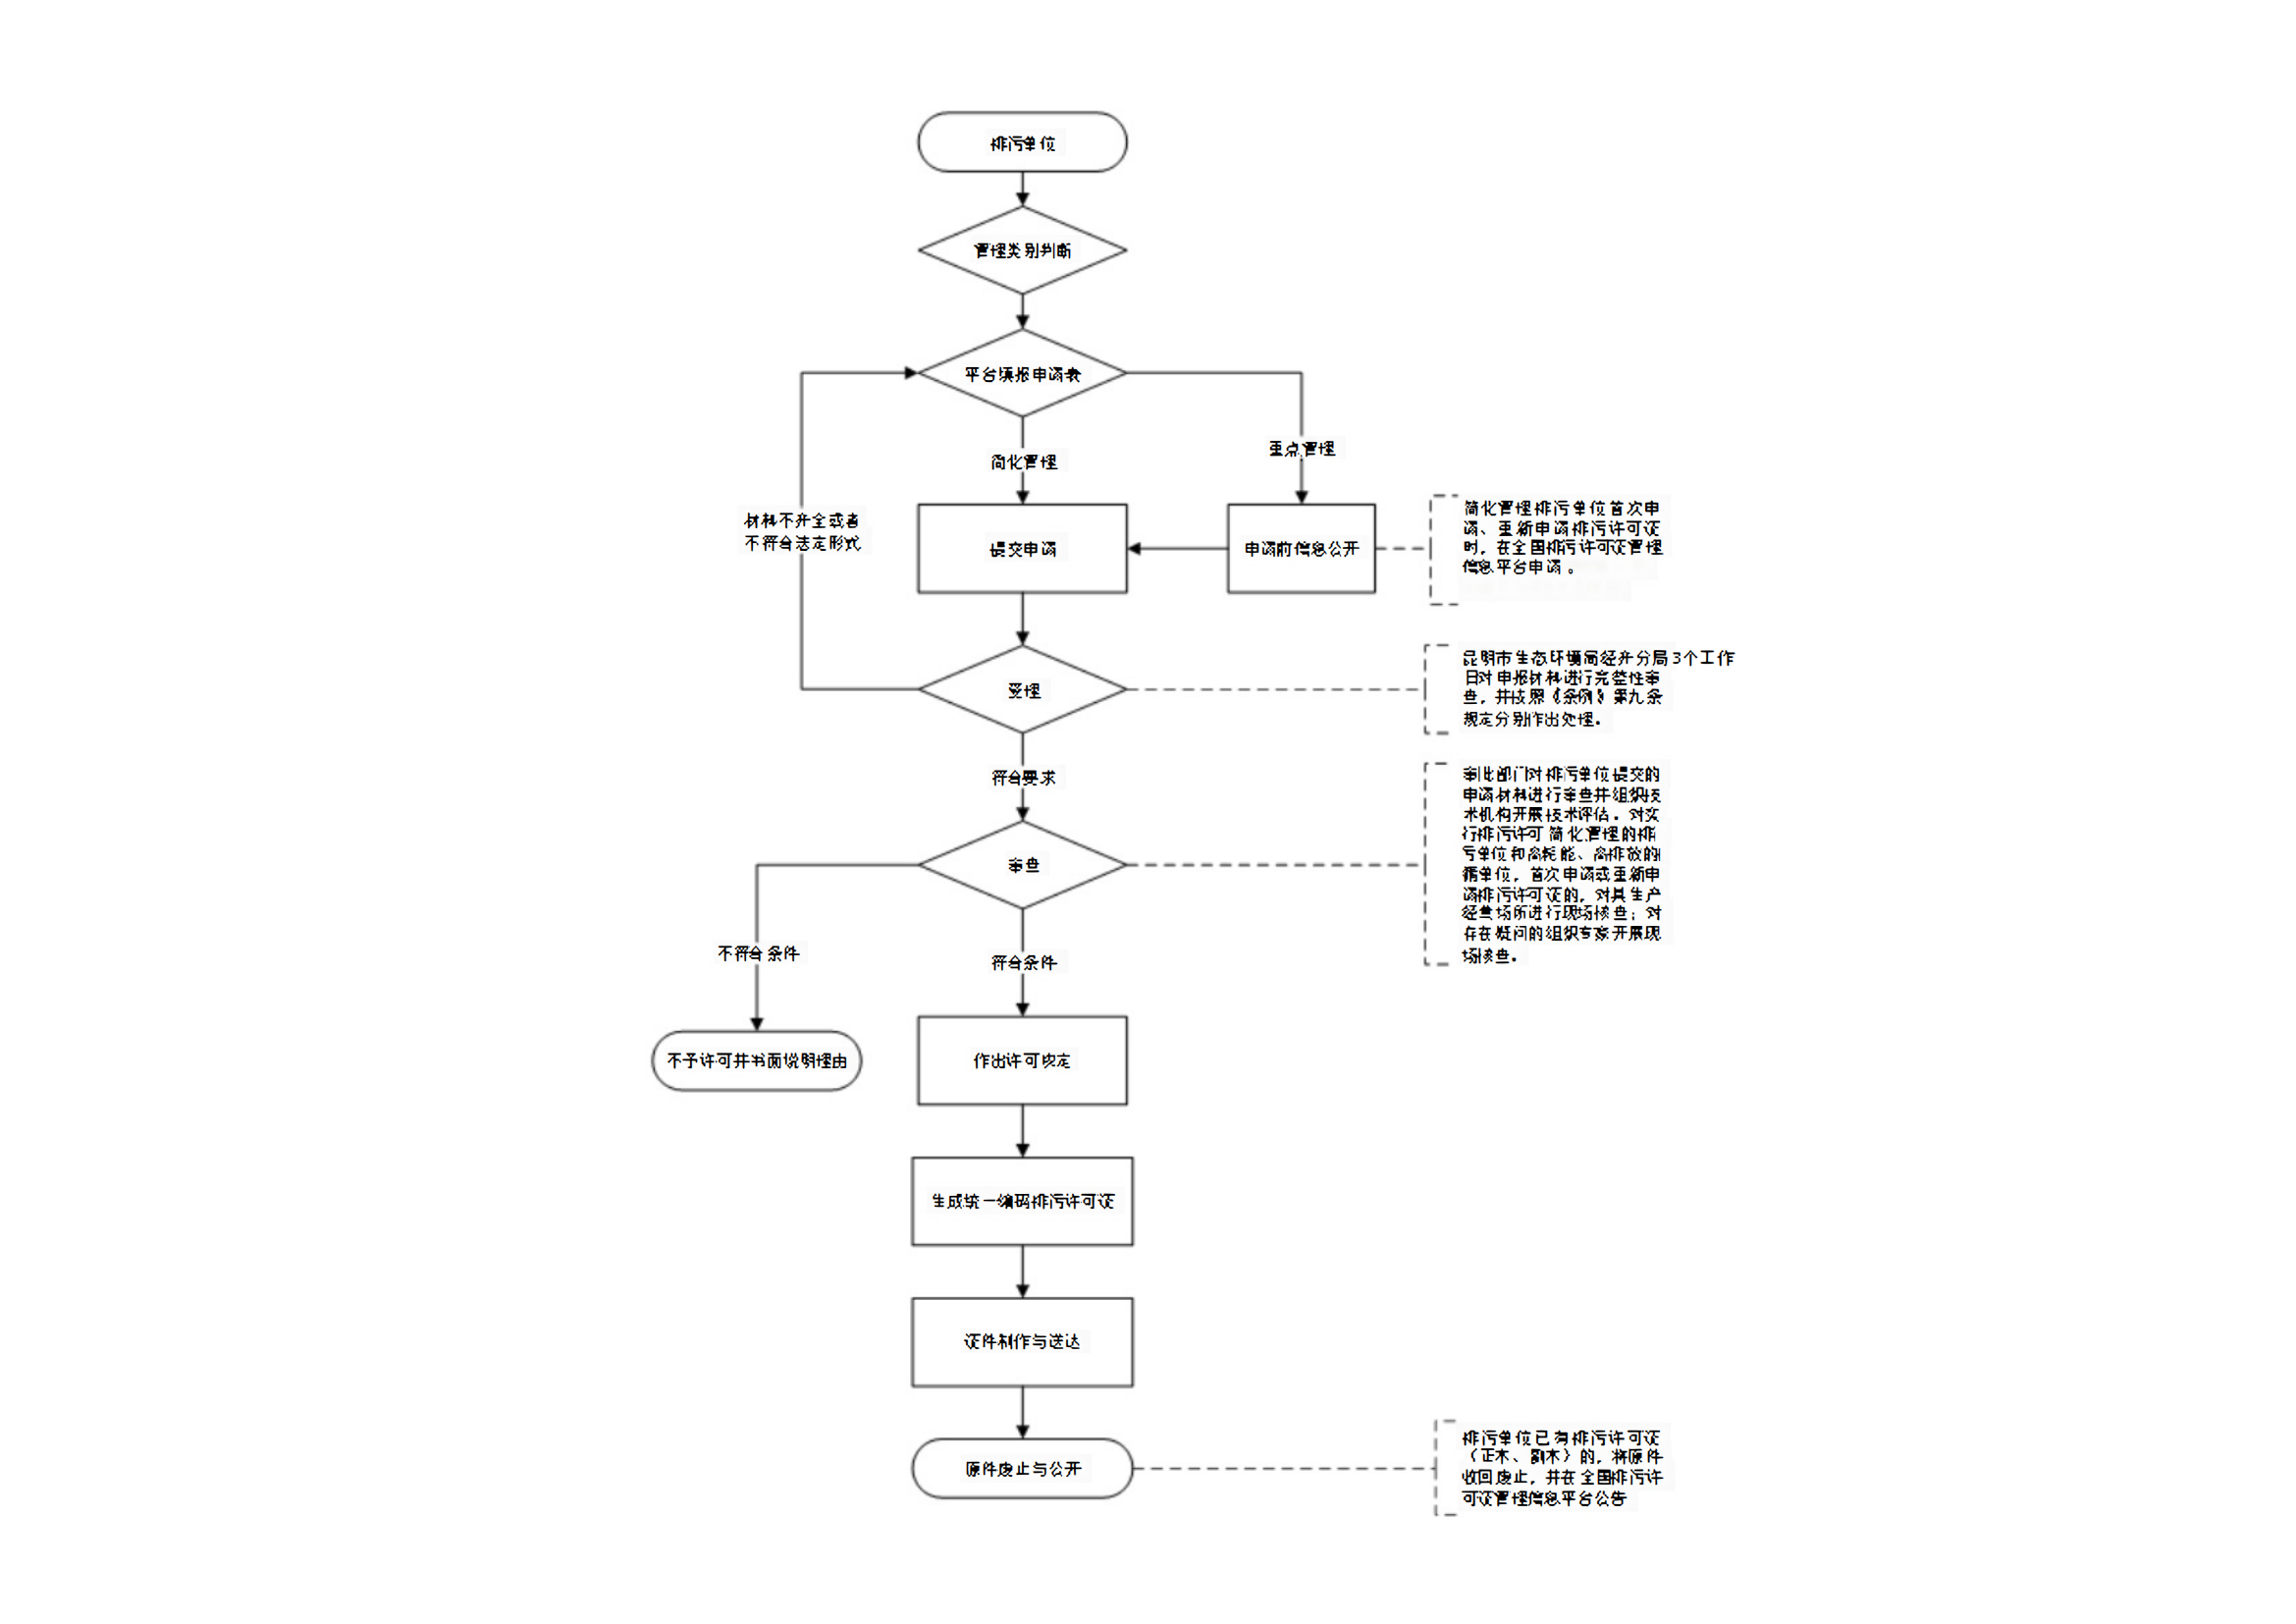 排污单位
管理类别判断
平台填报申请表
简化管理
重点管理
材料不齐全或者
不符合法定形式
提交申请
申请前信息公开
简化管理排污单位首次申
请、重新申请排污许可证
时，在全国排污许可证管理
信息平台申请。
受理
昆明市生态环境局经开分局3个工作
日对申报材料进行完整性审
查，并按照《条例》第九条
规定分别作出处理。
符合要求
审查
审批部门对排污单位提交的
申请材料进行审查并组织技
术机构开展技术评估。对实
行排污许可简化管理的排
污单位和高耗能、高排放的
单位，首次申请或重新申
请排污许可证的，对其生产
经营场所进行现场核查；对
存在疑问的组织专家开展现
场核查。
不符合条件
符合条件
不予许可并书面说明理由
作出许可决定
生成统一编码排污许可证
证件制作与送达
原件废止与公开
排污单位已有排污许可证
（正本、副本）的，将原件
收回废止，并在全国排污许
可证管理信息平台公告